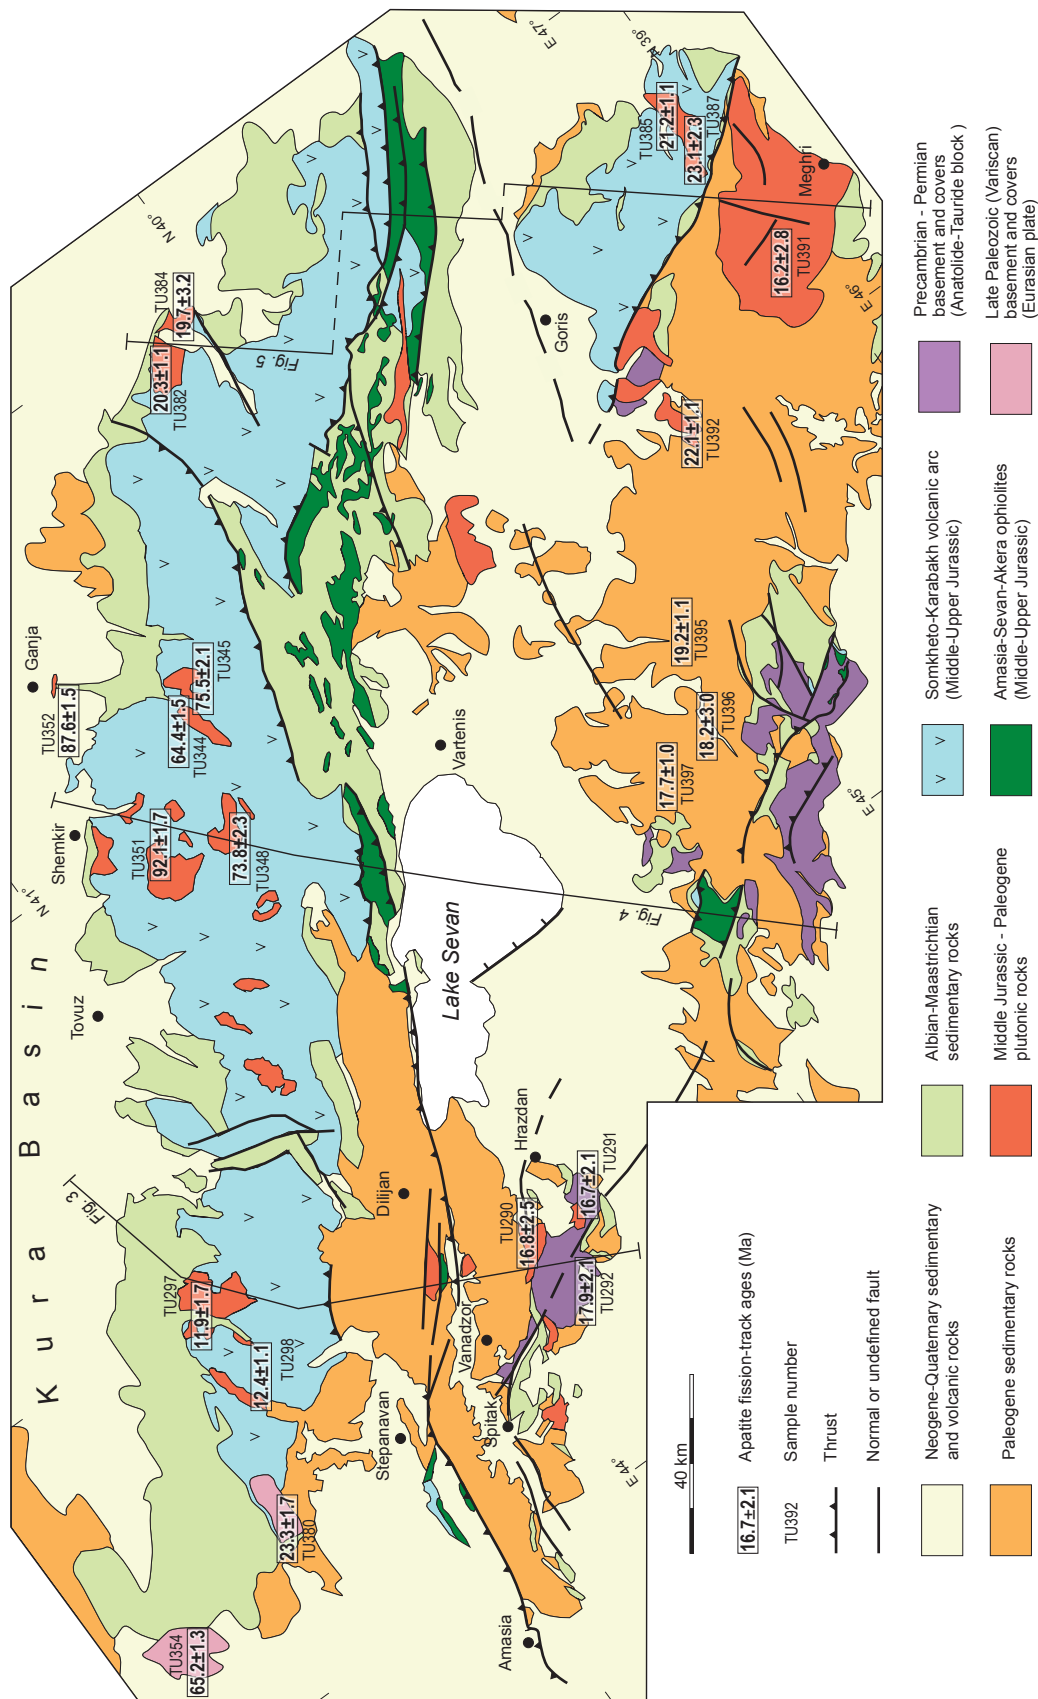 Kura Basin
N 41°
N 40°
N 39°
E 47°
E 46°
E 45°
E 44°
Ganja
Shemkir
Tovuz
Dilijan
Stepanavan
Vanadzor
Spitak
Amasia
Hrazdan
Lake Sevan
Vartenis
Goris
Meghri
Fig. 3
Fig. 4
Fig. 5
TU354
65.2±1.3
23.3±1.7
TU380
TU297
11.9±1.7
12.4±1.1
TU298
TU290
16.8±2.5
16.7±2.1
TU291
17.9±2.1
TU292
TU351
92.1±1.7
73.8±2.3
TU348
TU352
87.6±1.5
64.4±1.5
TU344
75.5±2.1
TU345
20.3±1.1
TU382
TU384
19.7±3.2
TU385
21.2±1.1
23.1±2.3
TU387
16.2±2.8
TU391
22.1±1.1
TU392
19.2±1.1
TU395
18.2±3.0
TU396
17.7±1.0
TU397
40 km
16.7±2.1
Apatite fission-track ages (Ma)
TU392
Sample number
Thrust
Normal or undefined fault
Neogene-Quaternary sedimentary
and volcanic rocks
Paleogene sedimentary rocks
Albian-Maastrichtian
sedimentary rocks
Middle Jurassic - Paleogene
plutonic rocks
Somkheto-Karabakh volcanic arc
(Middle-Upper Jurassic)
Amasia-Sevan-Akera ophiolites
(Middle-Upper Jurassic)
Precambrian - Permian
basement and covers
(Anatolide-Tauride block )
Late Paleozoic (Variscan)
basement and covers
(Eurasian plate)